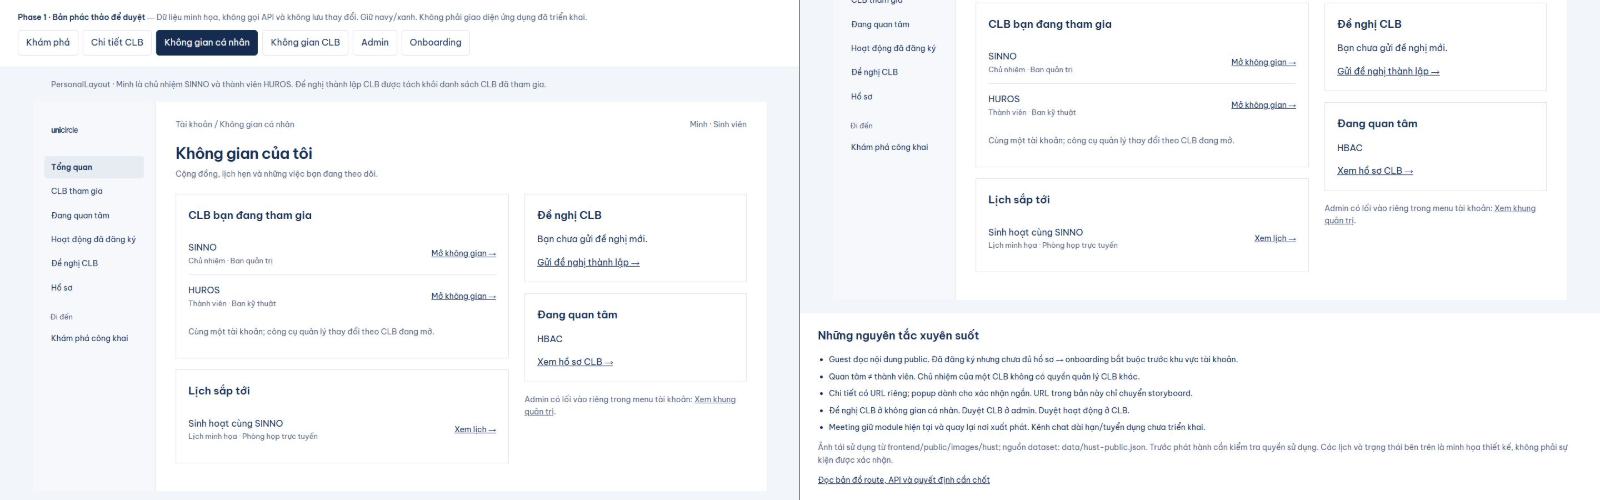 Phase 1 · Bản phác thảo để duyệt — Dữ liệu minh họa, không gọi API và không lưu thay đổi. Giữ navy/xanh. Không phải giao diện ứng dụng đã triển khai.
Khám phá
Chi tiết CLB
Không gian cá nhân
Không gian CLB
Admin
Onboarding
PersonalLayout · Minh là chủ nhiệm SINNO và thành viên HUROS. Đề nghị thành lập CLB được tách khỏi danh sách CLB đã tham gia.
unicircle
Tổng quan
CLB tham gia
Đang quan tâm
Hoạt động đã đăng ký
Đề nghị CLB
Hồ sơ
Đi đến
Khám phá công khai
Tài khoản / Không gian cá nhân
Minh · Sinh viên
Không gian của tôi
Cộng đồng, lịch hẹn và những việc bạn đang theo dõi.
CLB bạn đang tham gia
SINNO
Chủ nhiệm · Ban quản trị
Mở không gian →
HUROS
Thành viên · Ban kỹ thuật
Mở không gian →
Cùng một tài khoản; công cụ quản lý thay đổi theo CLB đang mở.
Lịch sắp tới
Sinh hoạt cùng SINNO
Lịch minh họa · Phòng họp trực tuyến
Xem lịch →
Đề nghị CLB
Bạn chưa gửi đề nghị mới.
Gửi đề nghị thành lập →
Đang quan tâm
HBAC
Xem hồ sơ CLB →
Admin có lối vào riêng trong menu tài khoản: Xem khung
quản trị.
CLB tham gia
Đang quan tâm
Hoạt động đã đăng ký
Đề nghị CLB
Hồ sơ
Đi đến
Khám phá công khai
CLB bạn đang tham gia
SINNO
Chủ nhiệm · Ban quản trị
Mở không gian →
HUROS
Thành viên · Ban kỹ thuật
Mở không gian →
Cùng một tài khoản; công cụ quản lý thay đổi theo CLB đang mở.
Lịch sắp tới
Sinh hoạt cùng SINNO
Lịch minh họa · Phòng họp trực tuyến
Xem lịch →
Đề nghị CLB
Bạn chưa gửi đề nghị mới.
Gửi đề nghị thành lập →
Đang quan tâm
HBAC
Xem hồ sơ CLB →
Admin có lối vào riêng trong menu tài khoản: Xem khung
quản trị.
Những nguyên tắc xuyên suốt
• Guest đọc nội dung public. Đã đăng ký nhưng chưa đủ hồ sơ → onboarding bắt buộc trước khu vực tài khoản.
• Quan tâm ≠ thành viên. Chủ nhiệm của một CLB không có quyền quản lý CLB khác.
• Chi tiết có URL riêng; popup dành cho xác nhận ngắn. URL trong bản này chỉ chuyển storyboard.
• Đề nghị CLB ở không gian cá nhân. Duyệt CLB ở admin. Duyệt hoạt động ở CLB.
• Meeting giữ module hiện tại và quay lại nơi xuất phát. Kênh chat dài hạn/tuyển dụng chưa triển khai.
Ảnh tái sử dụng từ frontend/public/images/hust; nguồn dataset: data/hust-public.json. Trước phát hành cần kiểm tra quyền sử dụng. Các lịch và trạng thái bên trên là minh họa thiết kế, không phải sự
kiện được xác nhận.
Đọc bản đồ route, API và quyết định cần chốt